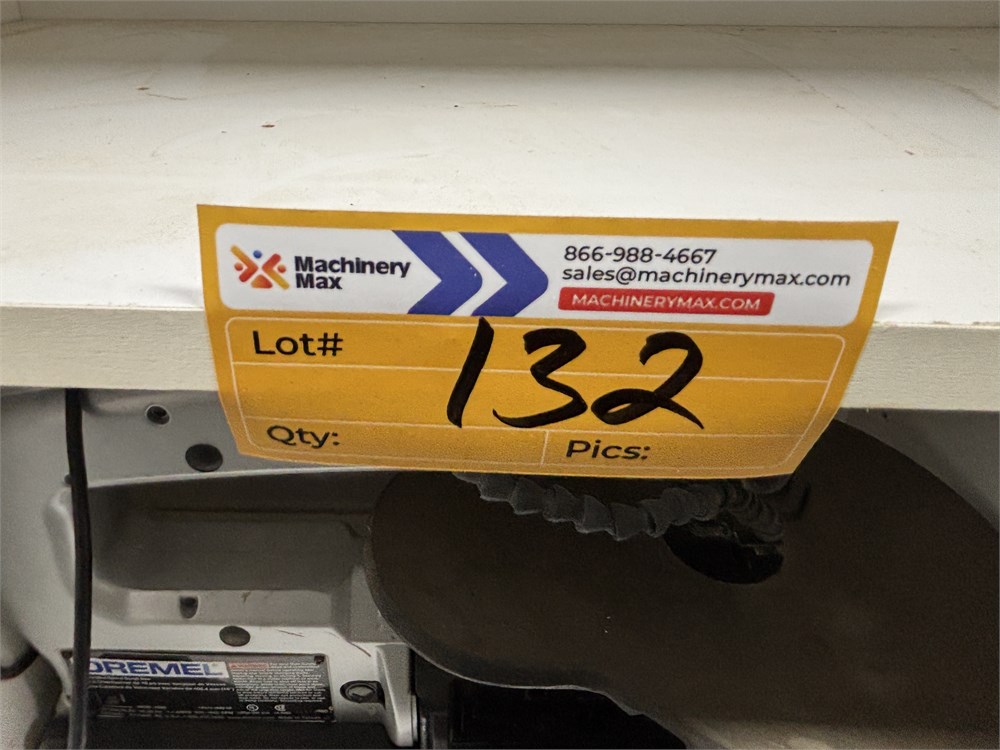 Machinery
Max
866-988-4667
sales@machinerymax.com
MACHINERYMAX.COM
Lot# 132
Qty:
Pics:
DREMEL